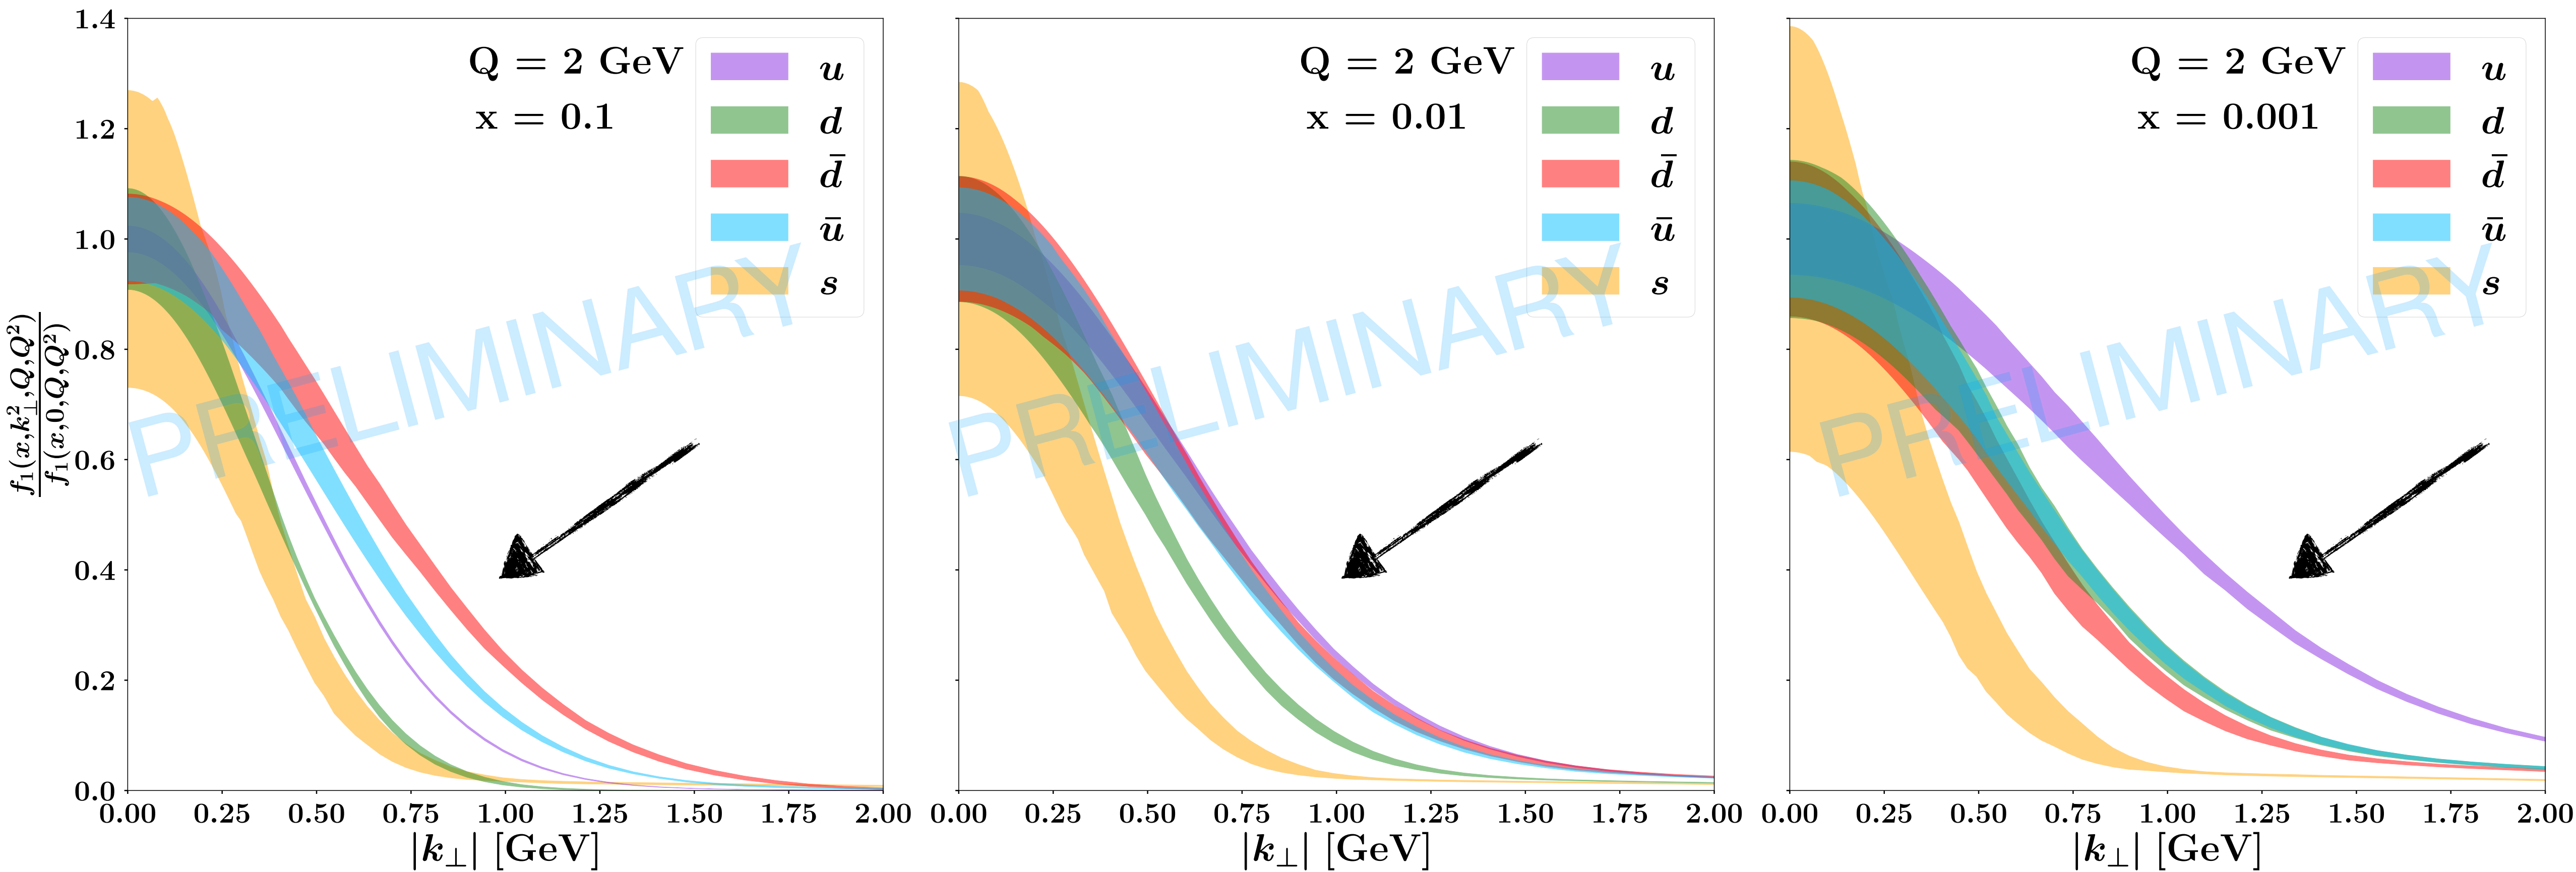 f₁(x,k²⊥,Q,Q²)
f₁(x,0,Q,Q²)
1.4
1.2
1.0
0.8
0.6
0.4
0.2
0.0
Q = 2 GeV
x = 0.1
u
d
d̄
ū
s
PRELIMINARY
0.00 0.25 0.50 0.75 1.00 1.25 1.50 1.75 2.00
|k⊥| [GeV]
Q = 2 GeV
x = 0.01
u
d
d̄
ū
s
PRELIMINARY
0.00 0.25 0.50 0.75 1.00 1.25 1.50 1.75 2.00
|k⊥| [GeV]
Q = 2 GeV
x = 0.001
u
d
d̄
ū
s
PRELIMINARY
0.00 0.25 0.50 0.75 1.00 1.25 1.50 1.75 2.00
|k⊥| [GeV]